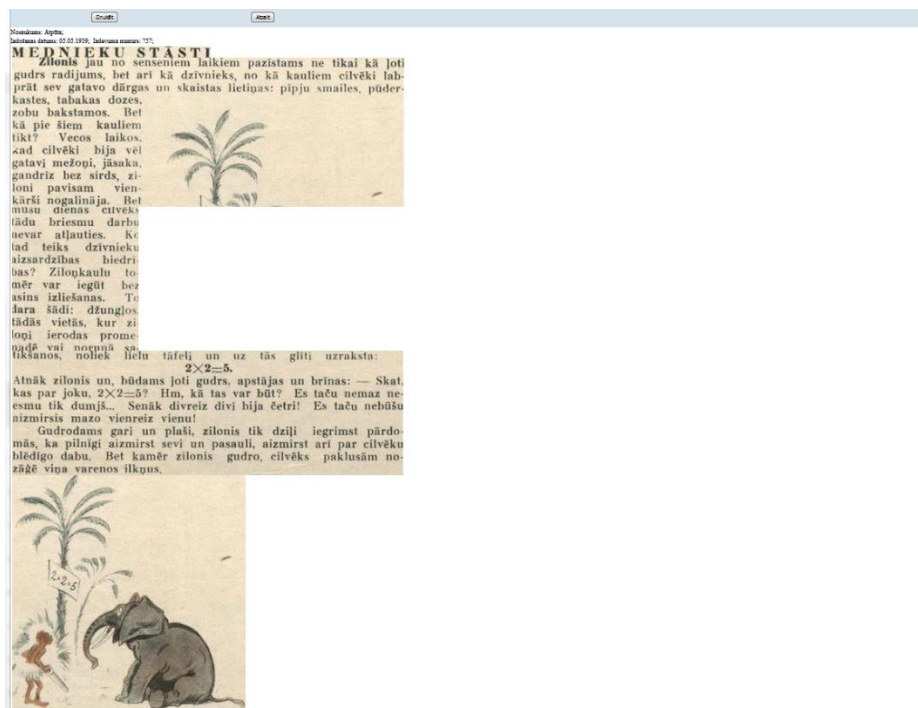 Drukāt
Aizvērt
Nosaukums: Atpūta;
Izdošanas datums: 05.05.1939; Izdevuma numurs: 757;
MEDNIEKU STĀSTI
Zilonis jau no senseniem laikiem pazīstams ne tikai kā ļoti
gudrs radījums, bet arī kā dzīvnieks, no kā kauliem cilvēki lab-
prāt sev gatavo dārgas un skaistas lietiņas: pīpju smailes, pūder-
kastes, tabakas dozes,
zobu bakstamos. Bet
kā pie šiem kauliem
tikt? Vecos laikos,
kad cilvēki bija vēl
gatavi mežoņi, jāsaka,
gandrīz bez sirds, zi-
loni pavisam vien-
kārši nogalināja. Bet
mūsu dienās cilvēks
tādu briesmu darbu
nevar atļauties. Ko
tad teiks dzīvnieku
aizsardzības biedrī-
bas? Ziloņkaulu to-
mēr var iegūt bez
asins izliešanas. To
dara šādi: džungļos,
tādās vietās, kur zi-
loņi ierodas prome-
nadē vai norunā sa-
tikšanos, noliek lielu tāfeli un uz tās glīti uzraksta:
2×2=5.
Atnāk zilonis un, būdams ļoti gudrs, apstājas un brīnas: — Skat,
kas par joku, 2×2=5? Hm, kā tas var būt? Es taču nemaz ne-
esmu tik dumjš... Senāk divreiz divi bija četri! Es taču nebūšu
aizmirsis mazo vienreiz vienu!
Gudrodams gari un plaši, zilonis tik dziļi iegrimst pārdo-
mās, ka pilnīgi aizmirst sevi un pasauli, aizmirst arī par cilvēku
blēdīgo dabu. Bet kamēr zilonis gudro, cilvēks paklusām no-
zāģē viņa varenos ilkņus.
2×2=5